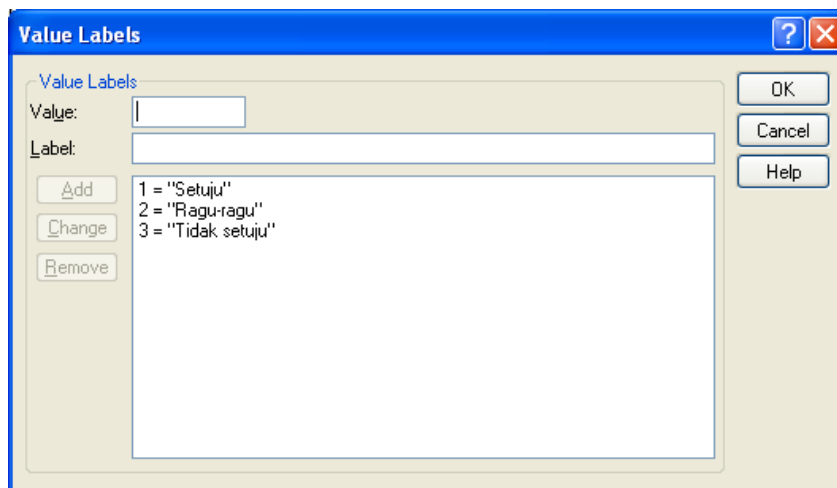 Value Labels
?
Value Labels
Value:
Label:
OK
Cancel
Help
Add
Change
Remove
1 = "Setuju"
2 = "Ragu-ragu"
3 = "Tidak setuju"